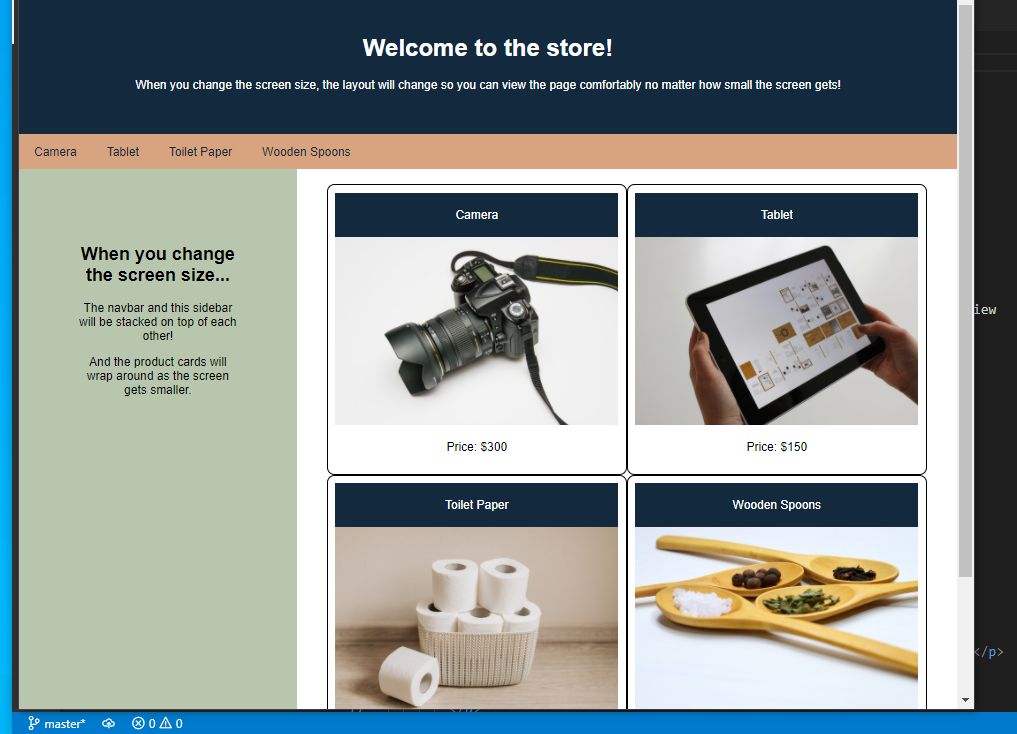 Welcome to the store!
When you change the screen size, the layout will change so you can view the page comfortably no matter how small the screen gets!
Camera Tablet Toilet Paper Wooden Spoons
When you change
the screen size...
The navbar and this sidebar
will be stacked on top of each
other!
And the product cards will
wrap around as the screen
gets smaller.
Camera
Price: $300
Tablet
Price: $150
Toilet Paper
Wooden Spoons
iew
</p>
master* 0 0